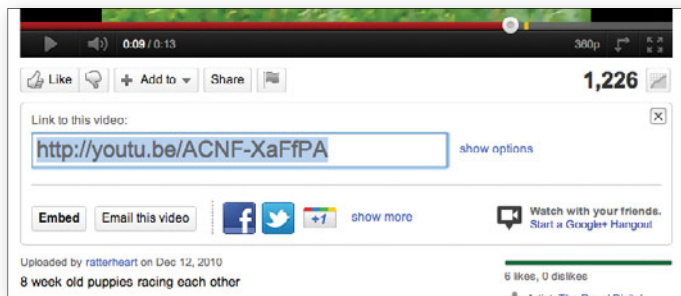 0:09 / 0:13 360p
Like Add to Share 1,226
Link to this video:
http://youtu.be/ACNF-XaFfPA show options
Embed Email this video f +1 show more
Watch with your friends.
Start a Google+ Hangout
Uploaded by ratterheart on Dec 12, 2010
8 week old puppies racing each other
6 likes, 0 dislikes